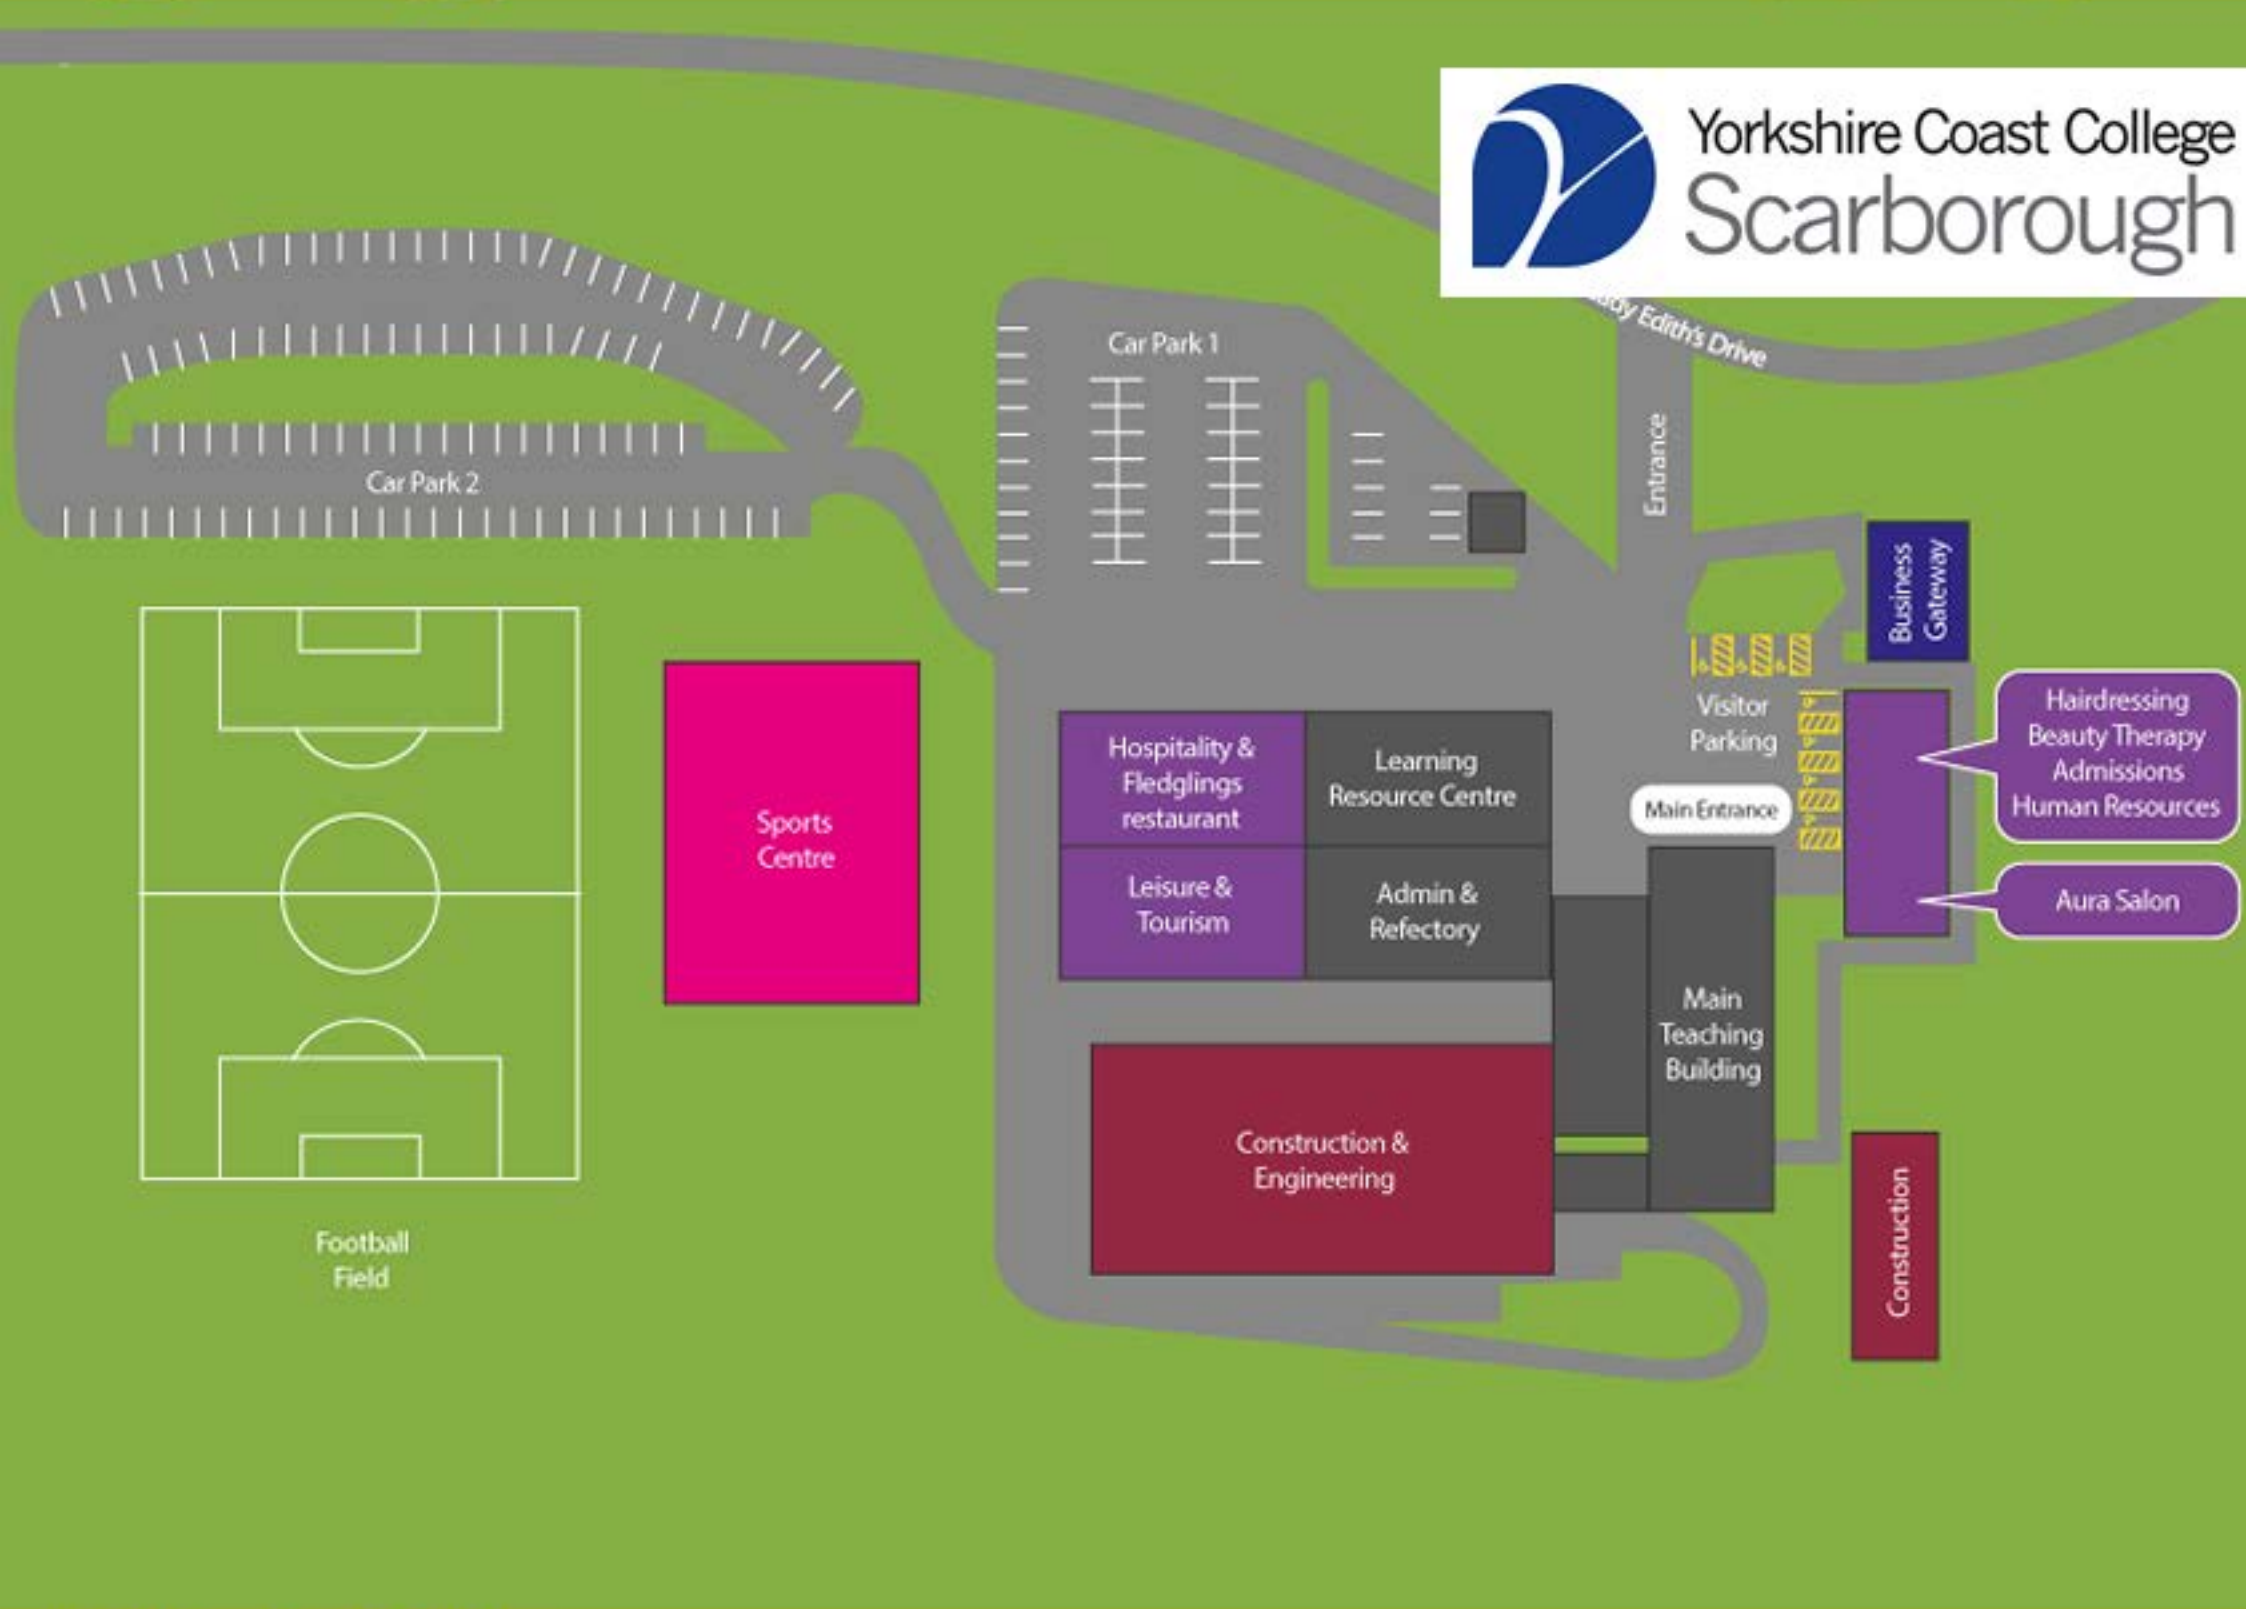 Yorkshire Coast College
Scarborough
Edith's Drive
Car Park 1
Entrance
Car Park 2
Business
Gateway
Visitor
Parking
Hairdressing
Beauty Therapy
Admissions
Human Resources
Hospitality &
Fledglings
restaurant
Learning
Resource Centre
Main Entrance
Sports
Centre
Leisure &
Tourism
Admin &
Refectory
Aura Salon
Main
Teaching
Building
Construction &
Engineering
Construction
Football
Field